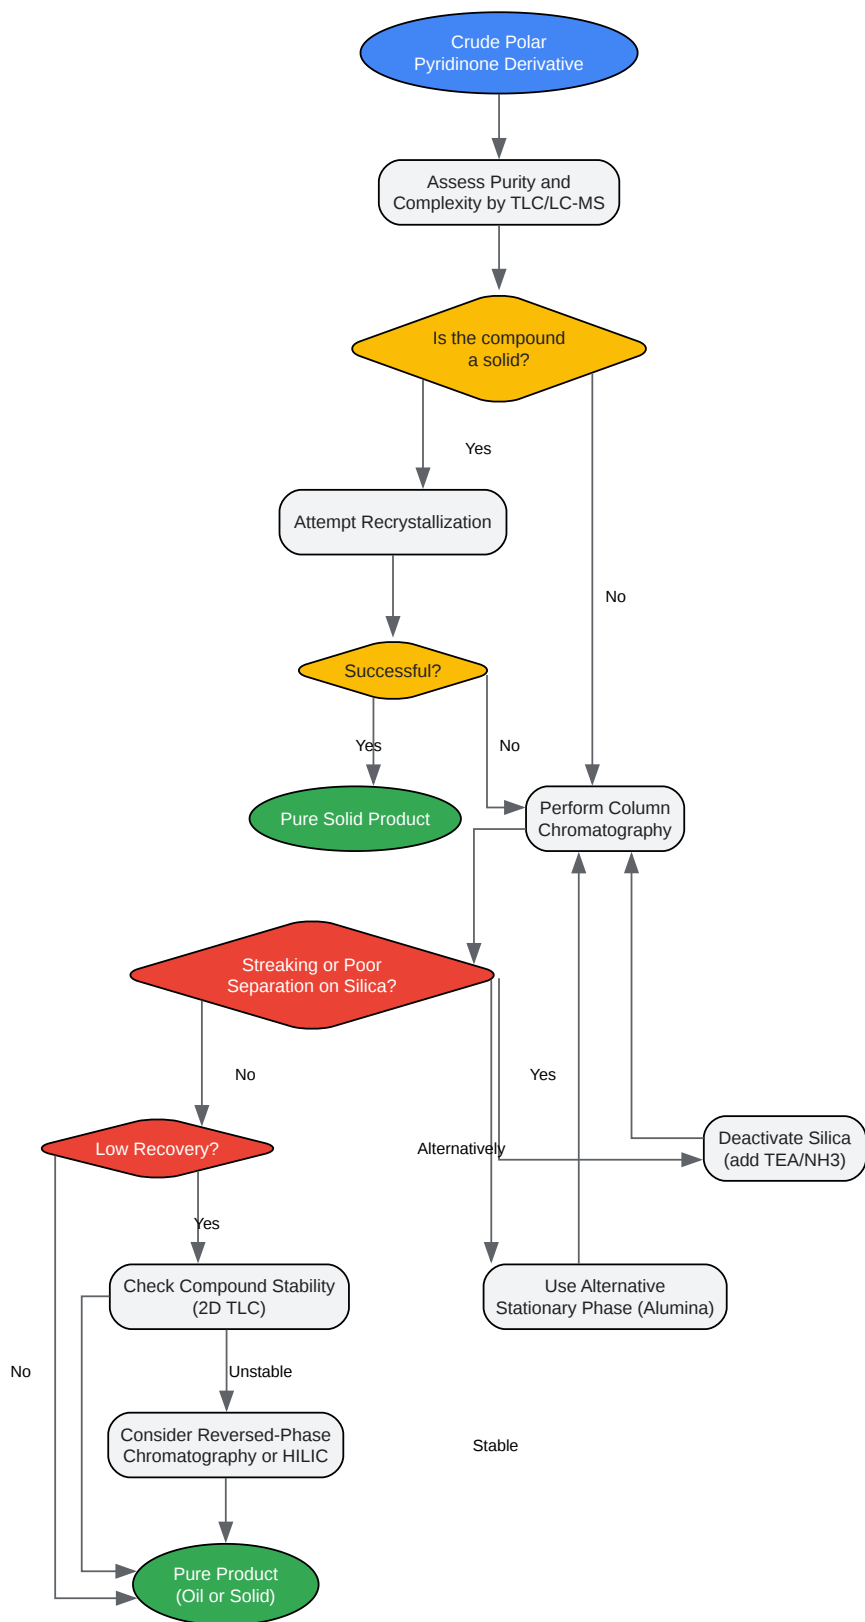 Crude Polar
Pyridinone Derivative
Assess Purity and
Complexity by TLC/LC-MS
Is the compound
a solid?
Yes
Attempt Recrystallization
No
Successful?
Yes
No
Pure Solid Product
Perform Column
Chromatography
Streaking or Poor
Separation on Silica?
No
Yes
Low Recovery?
Alternatively
Deactivate Silica
(add TEA/NH3)
Yes
Check Compound Stability
(2D TLC)
Use Alternative
Stationary Phase (Alumina)
No
Unstable
Consider Reversed-Phase
Chromatography or HILIC
Stable
Pure Product
(Oil or Solid)